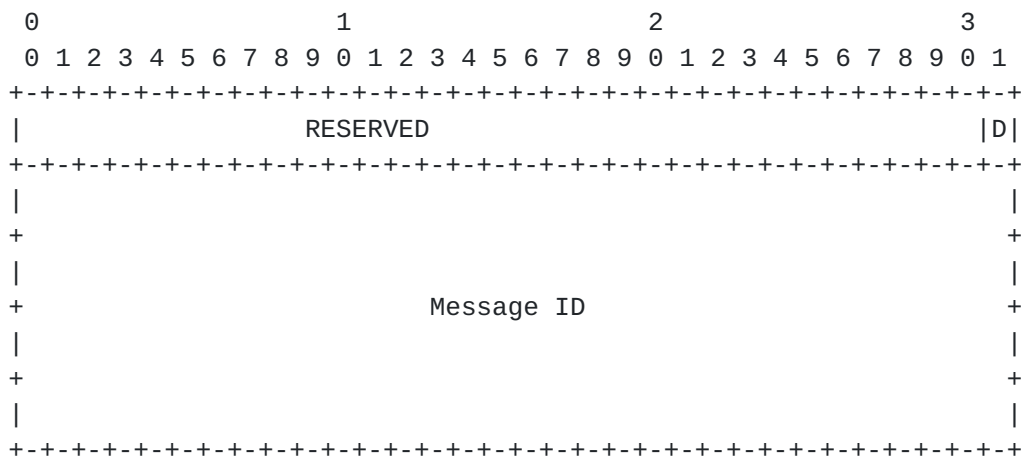 0                   1                   2                   3
 0 1 2 3 4 5 6 7 8 9 0 1 2 3 4 5 6 7 8 9 0 1 2 3 4 5 6 7 8 9 0 1
+-+-+-+-+-+-+-+-+-+-+-+-+-+-+-+-+-+-+-+-+-+-+-+-+-+-+-+-+-+-+-+-+
|                  RESERVED                                   |D|
+-+-+-+-+-+-+-+-+-+-+-+-+-+-+-+-+-+-+-+-+-+-+-+-+-+-+-+-+-+-+-+-+
|                                                               |
+                                                               +
|                                                               |
+                          Message ID                           +
|                                                               |
+                                                               +
|                                                               |
+-+-+-+-+-+-+-+-+-+-+-+-+-+-+-+-+-+-+-+-+-+-+-+-+-+-+-+-+-+-+-+-+